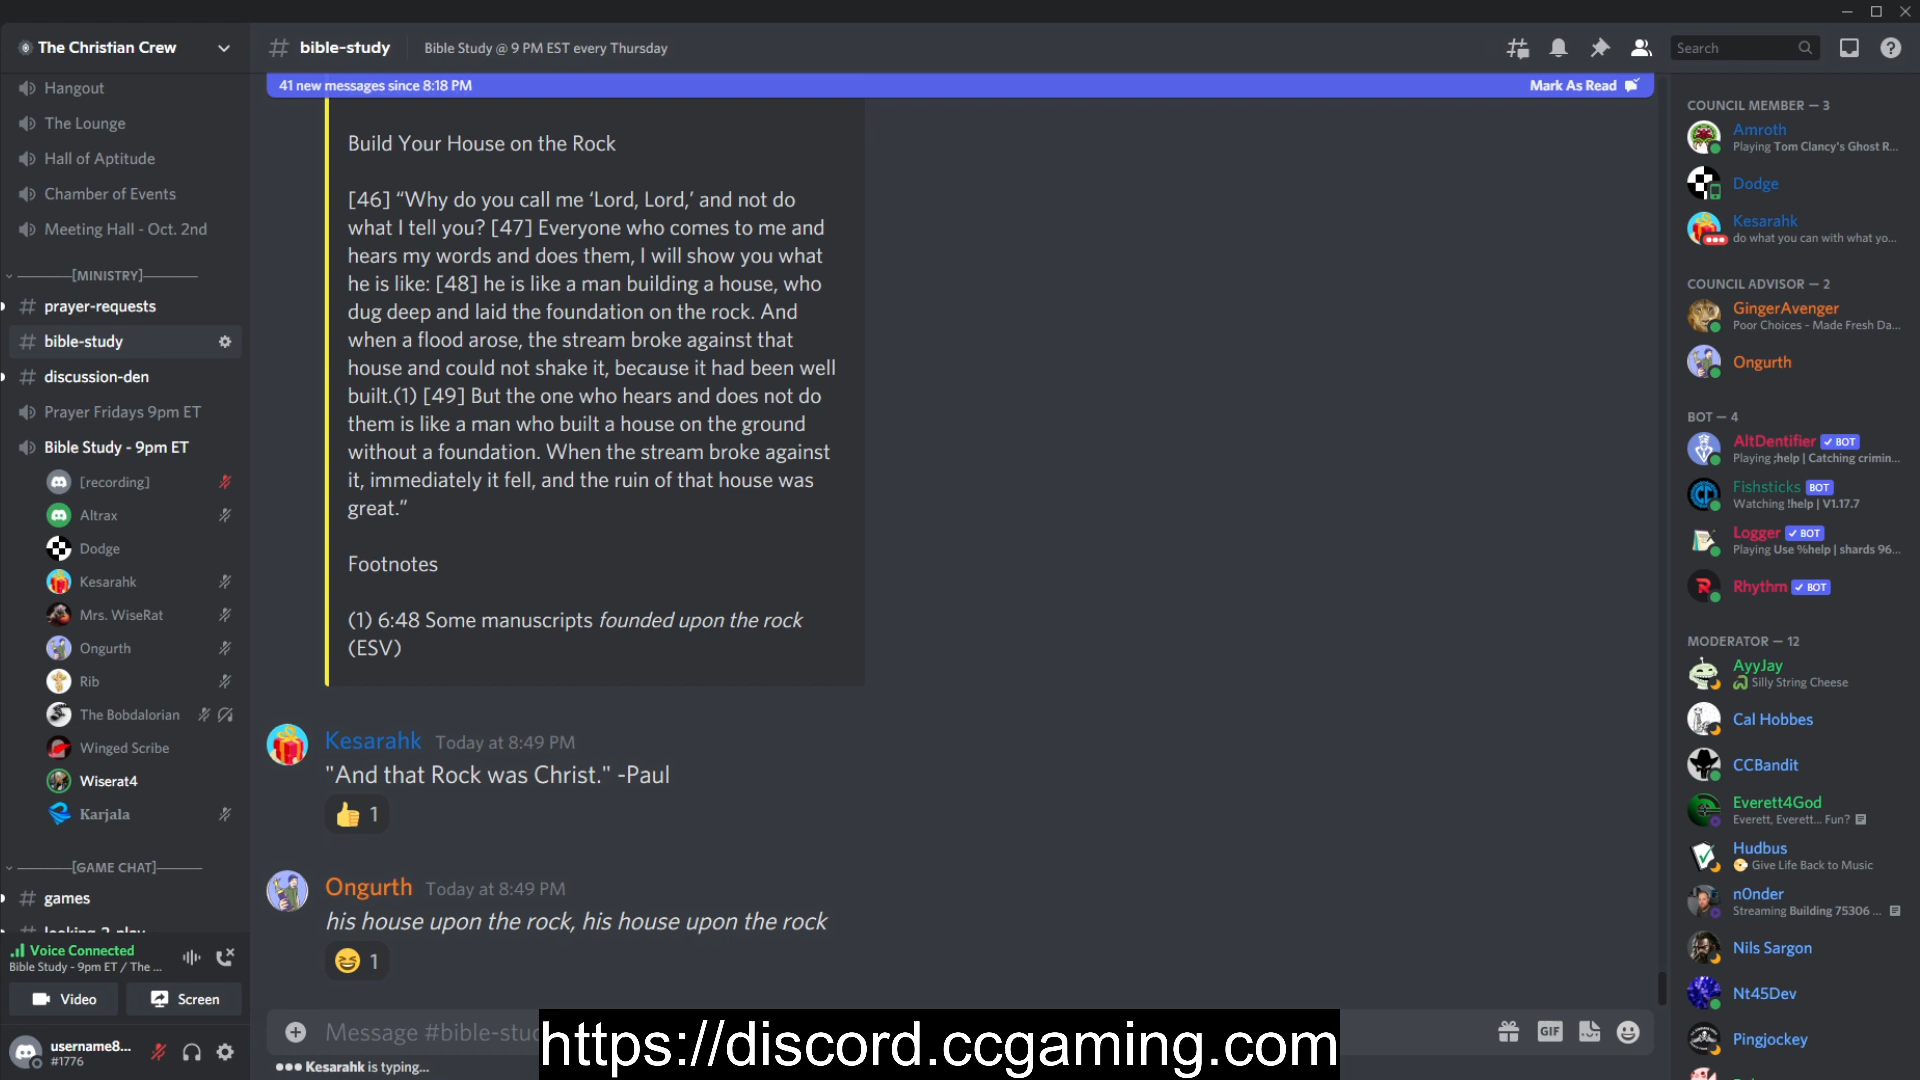 The Christian Crew
Hangout
The Lounge
Hall of Aptitude
Chamber of Events
Meeting Hall - Oct. 2nd
———[MINISTRY]———
# prayer-requests
# bible-study
# discussion-den
Prayer Fridays 9pm ET
Bible Study - 9pm ET
[recording]
Altrax
Dodge
Kesarahk
Mrs. WiseRat
Ongurth
Rib
The Bobdalorian
Winged Scribe
Wiserat4
Karjala
———[GAME CHAT]———
# games
Voice Connected
Bible Study - 9pm ET / The ...
Video
Screen
username8...
#1776
# bible-study
Bible Study @ 9 PM EST every Thursday
Search
41 new messages since 8:18 PM
Mark As Read
Build Your House on the Rock
[46] “Why do you call me ‘Lord, Lord,’ and not do
what I tell you? [47] Everyone who comes to me and
hears my words and does them, I will show you what
he is like: [48] he is like a man building a house, who
dug deep and laid the foundation on the rock. And
when a flood arose, the stream broke against that
house and could not shake it, because it had been well
built.(1) [49] But the one who hears and does not do
them is like a man who built a house on the ground
without a foundation. When the stream broke against
it, immediately it fell, and the ruin of that house was
great.”
Footnotes
(1) 6:48 Some manuscripts founded upon the rock
(ESV)
Kesarahk Today at 8:49 PM
"And that Rock was Christ." -Paul
1
Ongurth Today at 8:49 PM
his house upon the rock, his house upon the rock
1
Message #bible-stu
GIF
https://discord.ccgaming.com
Kesarahk is typing...
COUNCIL MEMBER — 3
Amroth
Playing Tom Clancy's Ghost R...
Dodge
Kesarahk
do what you can with what yo...
COUNCIL ADVISOR — 2
GingerAvenger
Poor Choices - Made Fresh Da...
Ongurth
BOT — 4
AltDentifier ✓ BOT
Playing ;help | Catching crimin...
Fishsticks BOT
Watching !help | V1.17.7
Logger ✓ BOT
Playing Use %help | shards 96...
Rhythm ✓ BOT
MODERATOR — 12
AyyJay
Silly String Cheese
Cal Hobbes
CCBandit
Everett4God
Everett, Everett... Fun?
Hudbus
Give Life Back to Music
n0nder
Streaming Building 75306 ...
Nils Sargon
Nt45Dev
Pingjockey